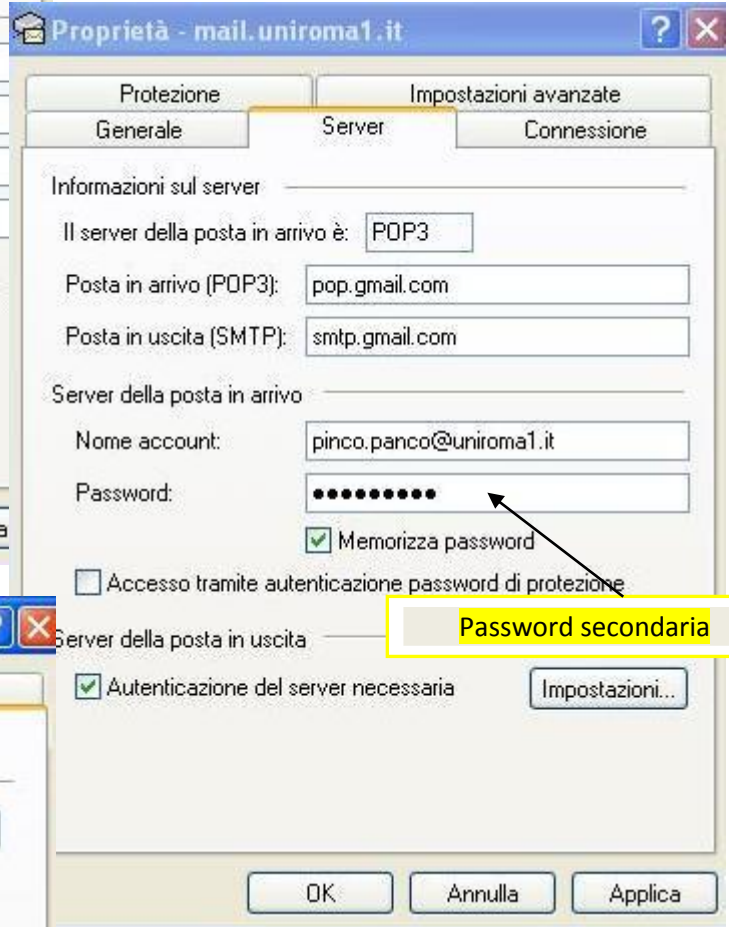 Proprietà - mail.uniroma1.it
Protezione Impostazioni avanzate
Generale Server Connessione
Informazioni sul server
Il server della posta in arrivo è: POP3
Posta in arrivo (POP3): pop.gmail.com
Posta in uscita (SMTP): smtp.gmail.com
Server della posta in arrivo
Nome account: pinco.panco@uniroma1.it
Password: ●●●●●●●●●
Memorizza password
Accesso tramite autenticazione password di protezione
Password secondaria
Server della posta in uscita
Autenticazione del server necessaria Impostazioni...
OK Annulla Applica